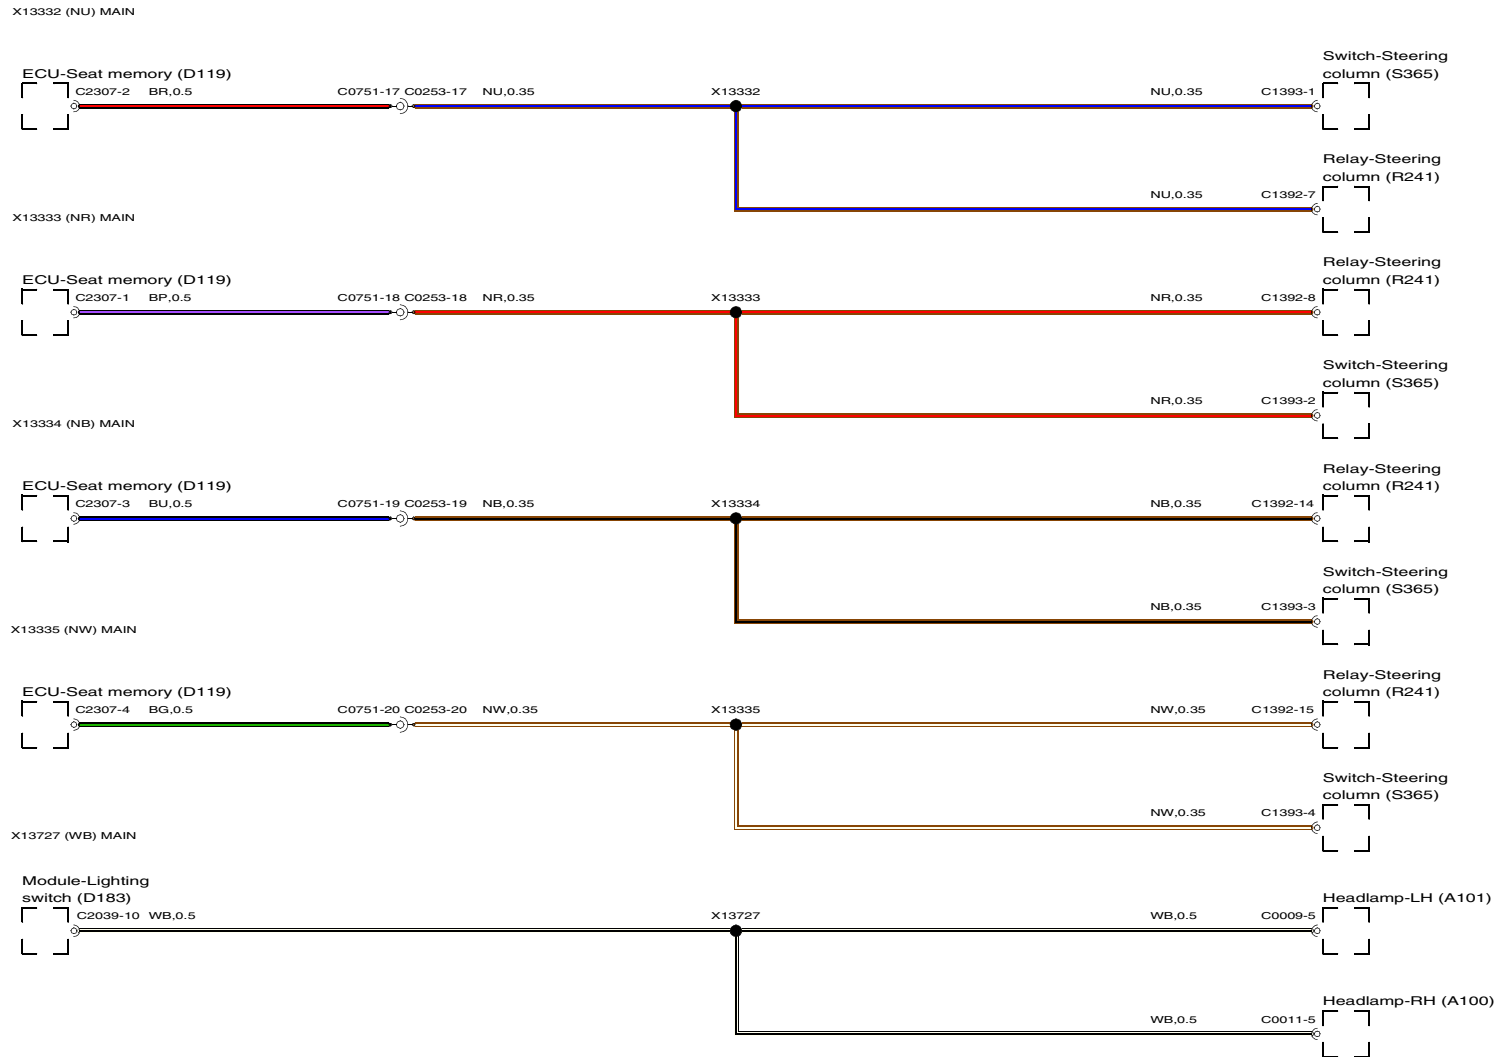 X13332 (NU) MAIN
ECU-Seat memory (D119)
C2307-2 BR,0.5 C0751-17 C0253-17 NU,0.35 X13332 NU,0.35 C1393-1
Switch-Steering
column (S365)
NU,0.35 C1392-7
Relay-Steering
column (R241)
X13333 (NR) MAIN
ECU-Seat memory (D119)
C2307-1 BP,0.5 C0751-18 C0253-18 NR,0.35 X13333 NR,0.35 C1392-8
Relay-Steering
column (R241)
NR,0.35 C1393-2
Switch-Steering
column (S365)
X13334 (NB) MAIN
ECU-Seat memory (D119)
C2307-3 BU,0.5 C0751-19 C0253-19 NB,0.35 X13334 NB,0.35 C1392-14
Relay-Steering
column (R241)
NB,0.35 C1393-3
Switch-Steering
column (S365)
X13335 (NW) MAIN
ECU-Seat memory (D119)
C2307-4 BG,0.5 C0751-20 C0253-20 NW,0.35 X13335 NW,0.35 C1392-15
Relay-Steering
column (R241)
NW,0.35 C1393-4
Switch-Steering
column (S365)
X13727 (WB) MAIN
Module-Lighting
switch (D183)
C2039-10 WB,0.5 X13727 WB,0.5 C0009-5
Headlamp-LH (A101)
WB,0.5 C0011-5
Headlamp-RH (A100)